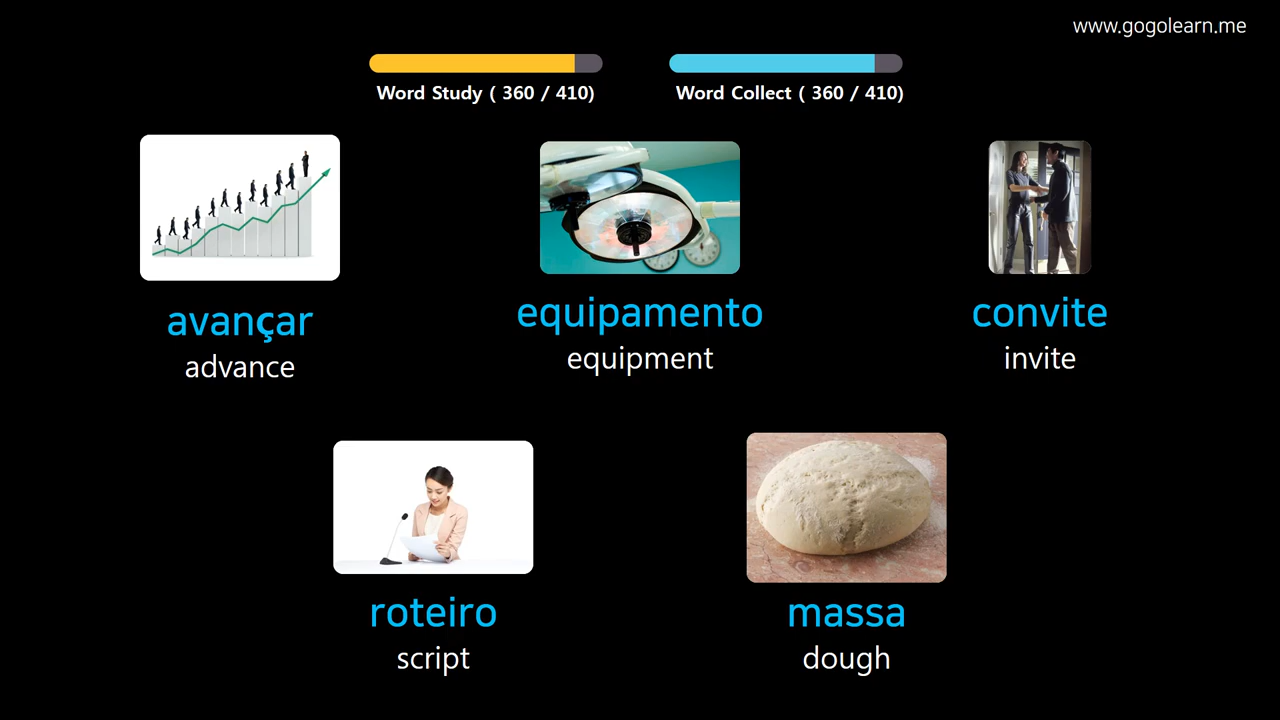 www.gogolearn.me
Word Study ( 360 / 410)
Word Collect ( 360 / 410)
avançar
advance
equipamento
equipment
convite
invite
roteiro
script
massa
dough